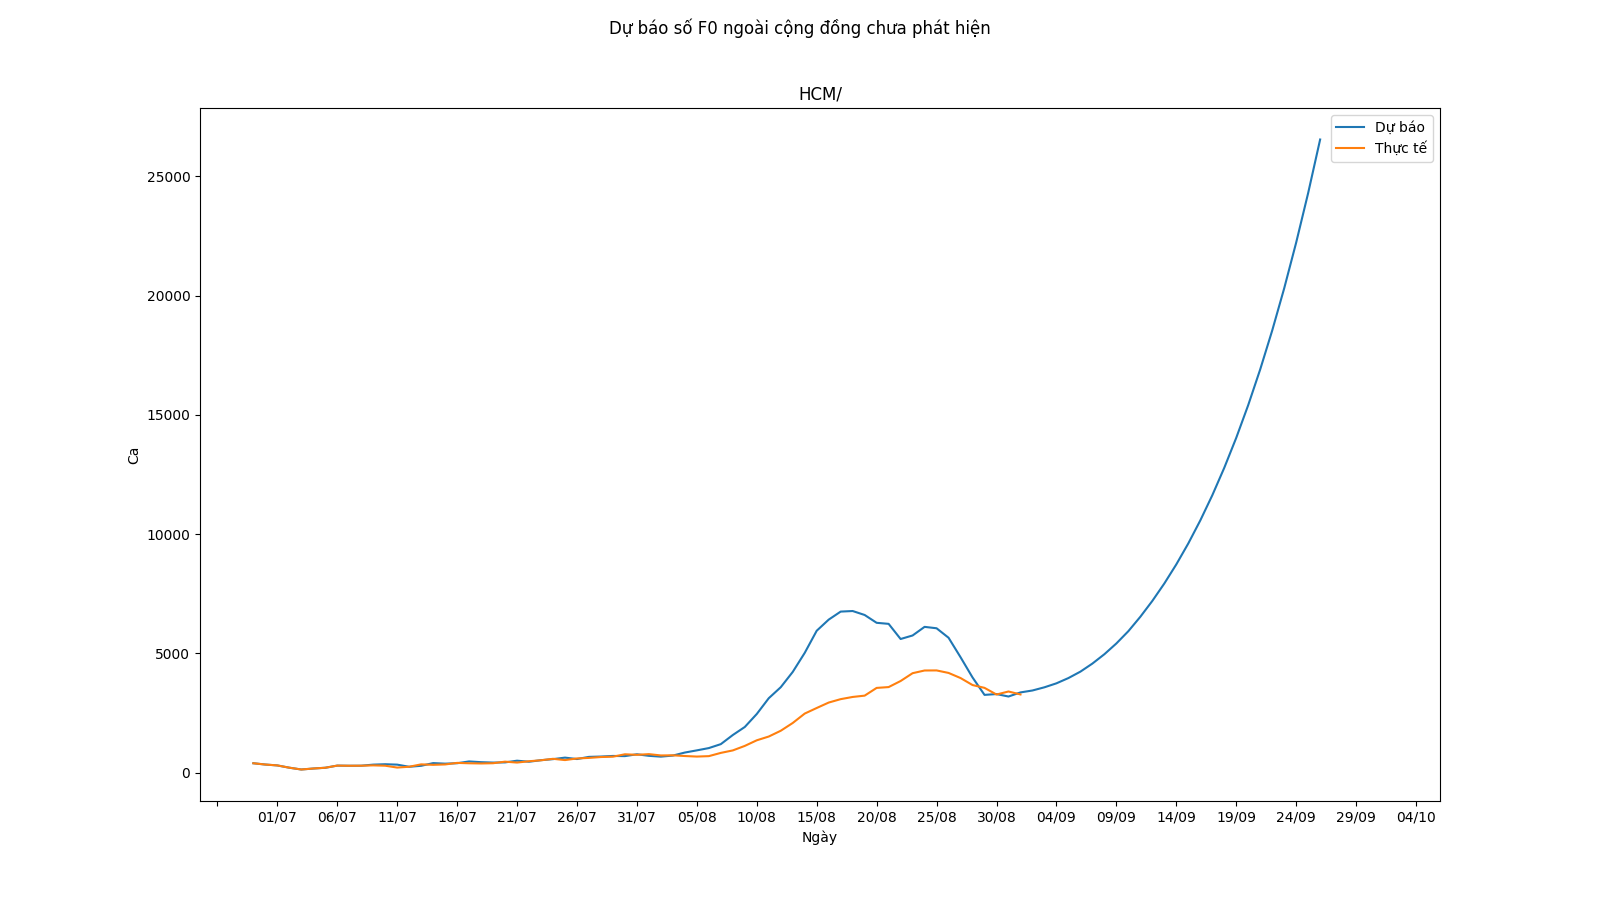 Dự báo số F0 ngoài cộng đồng chưa phát hiện
HCM/
Dự báo
Thực tế
25000
20000
15000
10000
5000
0
Ca
01/07 06/07 11/07 16/07 21/07 26/07 31/07 05/08 10/08 15/08 20/08 25/08 30/08 04/09 09/09 14/09 19/09 24/09 29/09 04/10
Ngày